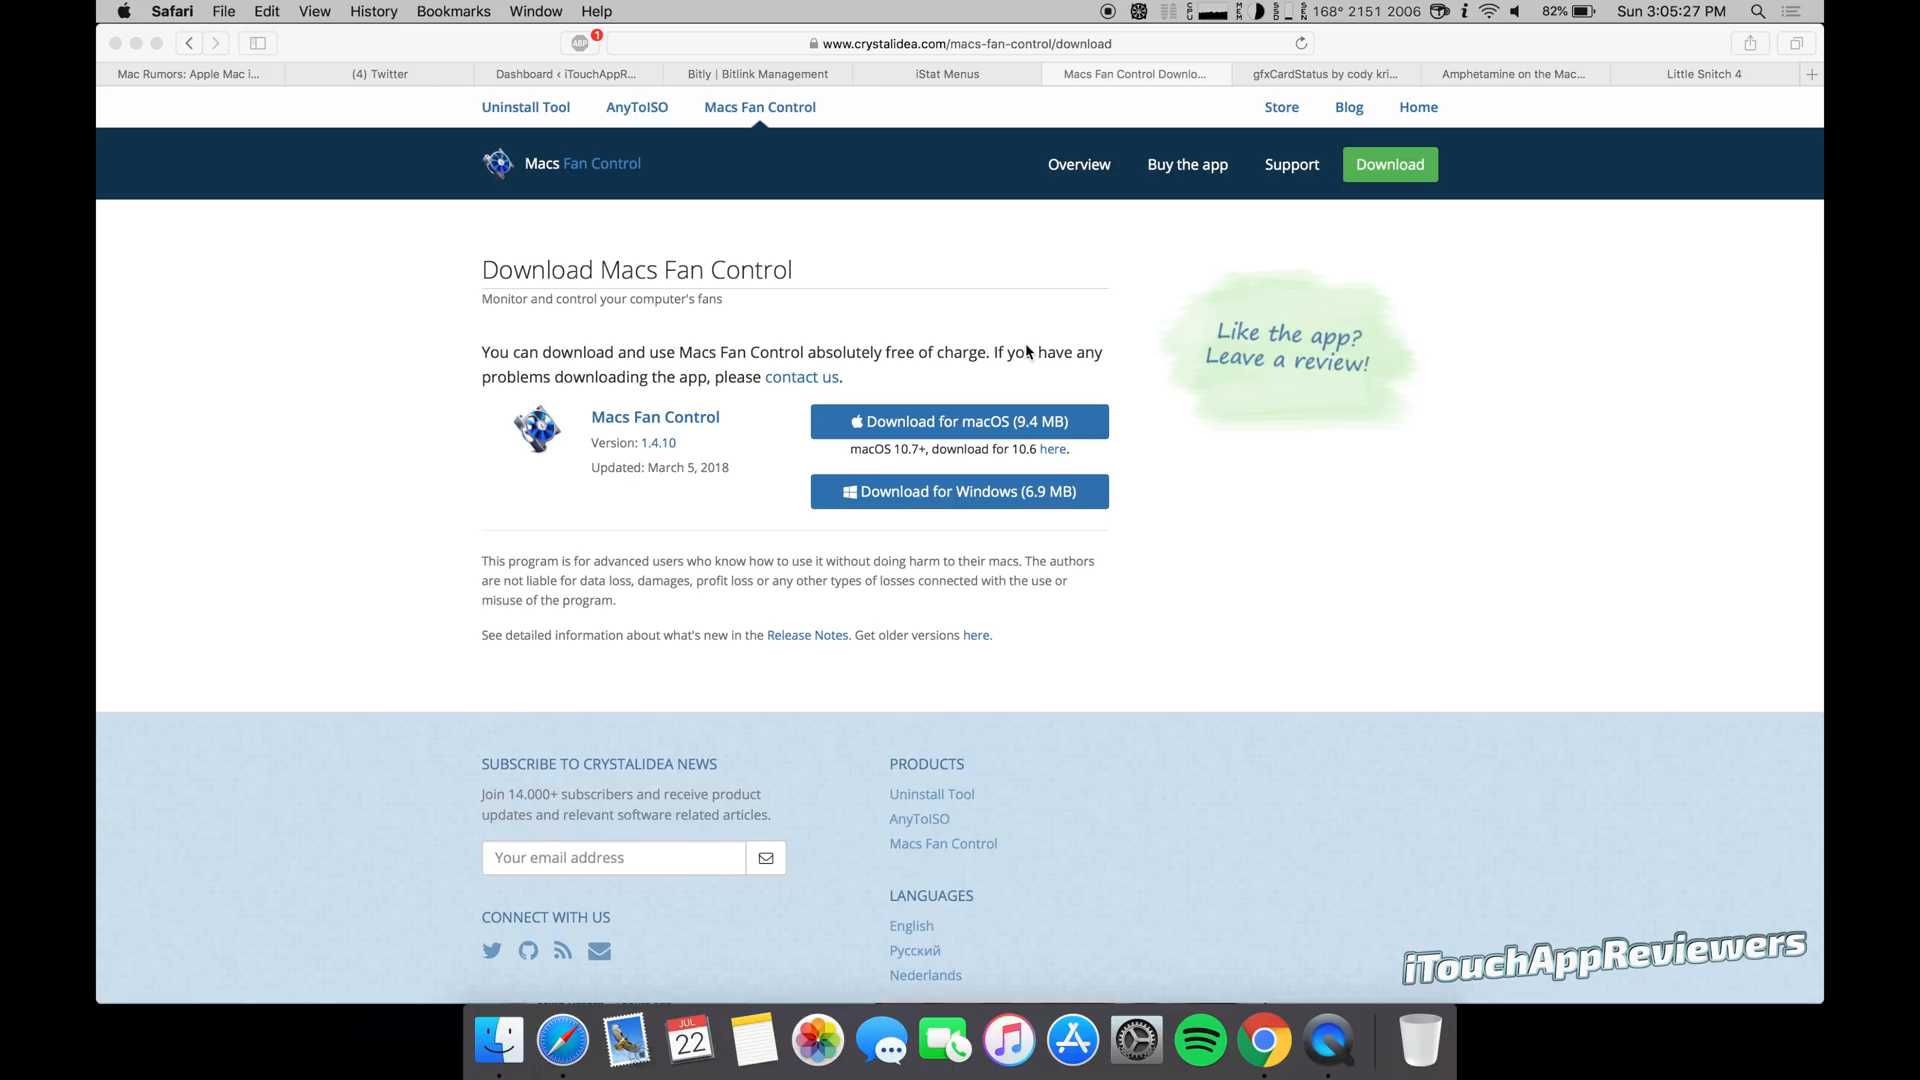 Safari File Edit View History Bookmarks Window Help
168° 2151 2006 82% Sun 3:05:27 PM
ABP 1
www.crystalidea.com/macs-fan-control/download
Mac Rumors: Apple Mac i... (4) Twitter Dashboard ‹ iTouchAppR... Bitly | Bitlink Management iStat Menus Macs Fan Control Downlo... gfxCardStatus by cody kri... Amphetamine on the Mac... Little Snitch 4
Uninstall Tool AnyToISO Macs Fan Control Store Blog Home
Macs Fan Control Overview Buy the app Support Download
Download Macs Fan Control
Monitor and control your computer's fans
You can download and use Macs Fan Control absolutely free of charge. If you have any
problems downloading the app, please contact us.
Like the app?
Leave a review!
Macs Fan Control
Version: 1.4.10
Updated: March 5, 2018
Download for macOS (9.4 MB)
macOS 10.7+, download for 10.6 here.
Download for Windows (6.9 MB)
This program is for advanced users who know how to use it without doing harm to their macs. The authors
are not liable for data loss, damages, profit loss or any other types of losses connected with the use or
misuse of the program.
See detailed information about what's new in the Release Notes. Get older versions here.
SUBSCRIBE TO CRYSTALIDEA NEWS
Join 14.000+ subscribers and receive product
updates and relevant software related articles.
Your email address
CONNECT WITH US
PRODUCTS
Uninstall Tool
AnyToISO
Macs Fan Control
LANGUAGES
English
Русский
Nederlands
iTouchAppReviewers
JUL
22